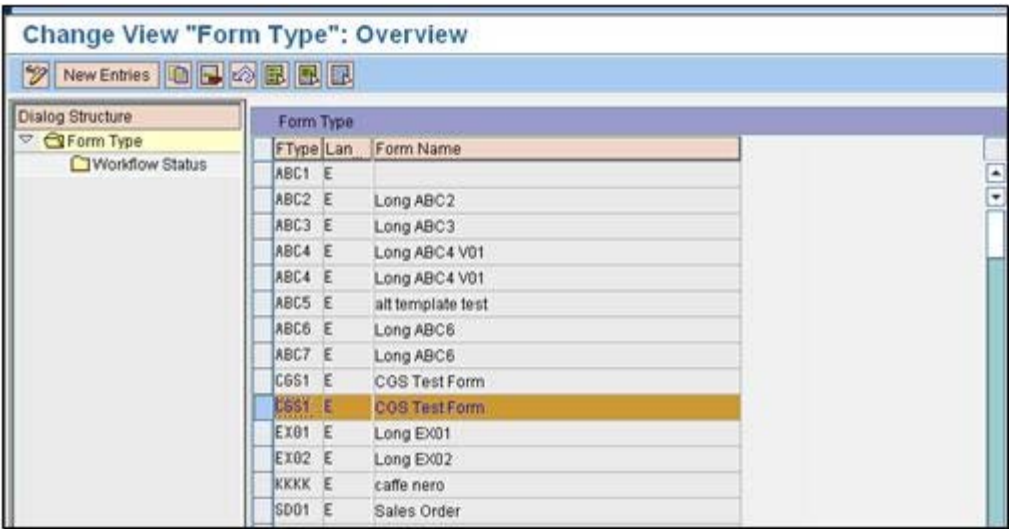 Change View "Form Type": Overview
New Entries
Dialog Structure
Form Type
Workflow Status
Form Type
FType Lan Form Name
ABC1 E
ABC2 E Long ABC2
ABC3 E Long ABC3
ABC4 E Long ABC4 V01
ABC4 E Long ABC4 V01
ABC5 E alt template test
ABC6 E Long ABC6
ABC7 E Long ABC6
CGS1 E CGS Test Form
CGS1 E CGS Test Form
EX01 E Long EX01
EX02 E Long EX02
KKKK E caffe nero
SD01 E Sales Order